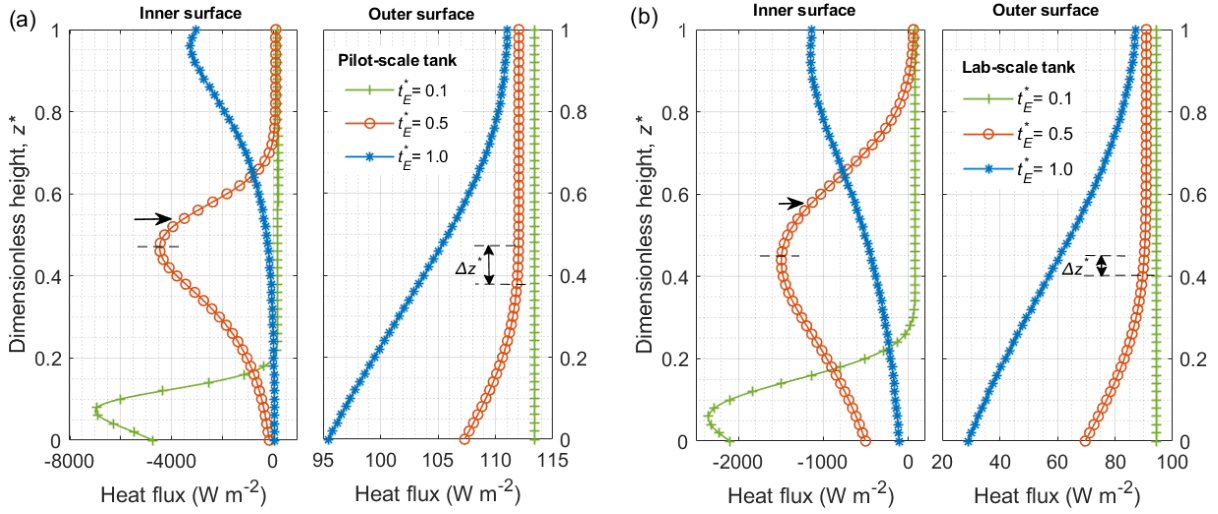 (a)
Inner surface
Outer surface
Dimensionless height, z*
1
0.8
0.6
0.4
0.2
0
-8000
-4000
0
Heat flux (W m-2)
Pilot-scale tank
t*E= 0.1
t*E= 0.5
t*E= 1.0
Δz*
1
0.8
0.6
0.4
0.2
0
95
100
105
110
115
Heat flux (W m-2)
(b)
Inner surface
Outer surface
Dimensionless height, z*
1
0.8
0.6
0.4
0.2
0
-2000
-1000
0
Heat flux (W m-2)
Lab-scale tank
t*E= 0.1
t*E= 0.5
t*E= 1.0
Δz*
1
0.8
0.6
0.4
0.2
0
20
40
60
80
100
Heat flux (W m-2)